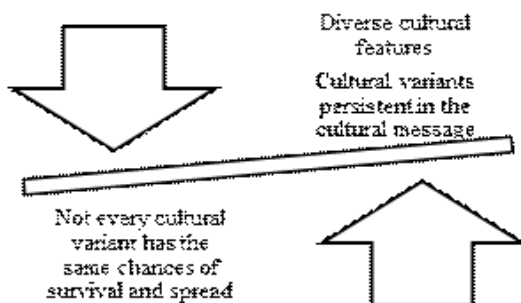 Diverse cultural
features
Cultural variants
persistent in the
cultural message
Not every cultural
variant has the
same chances of
survival and spread